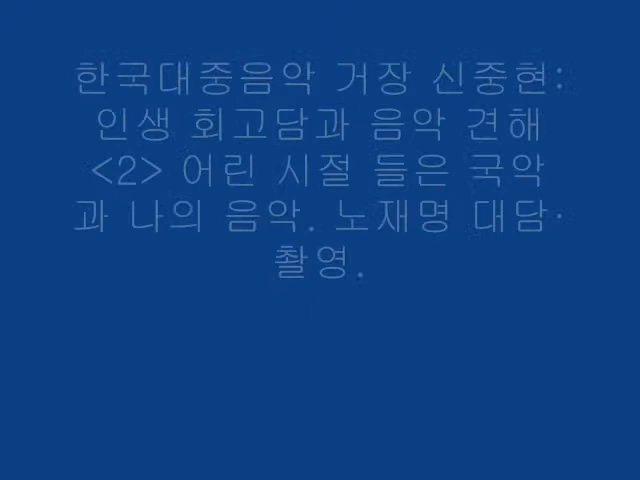 한국대중음악 거장 신중현:
인생 회고담과 음악 견해
<2> 어린 시절 들은 국악
과 나의 음악. 노재명 대담·
촬영.